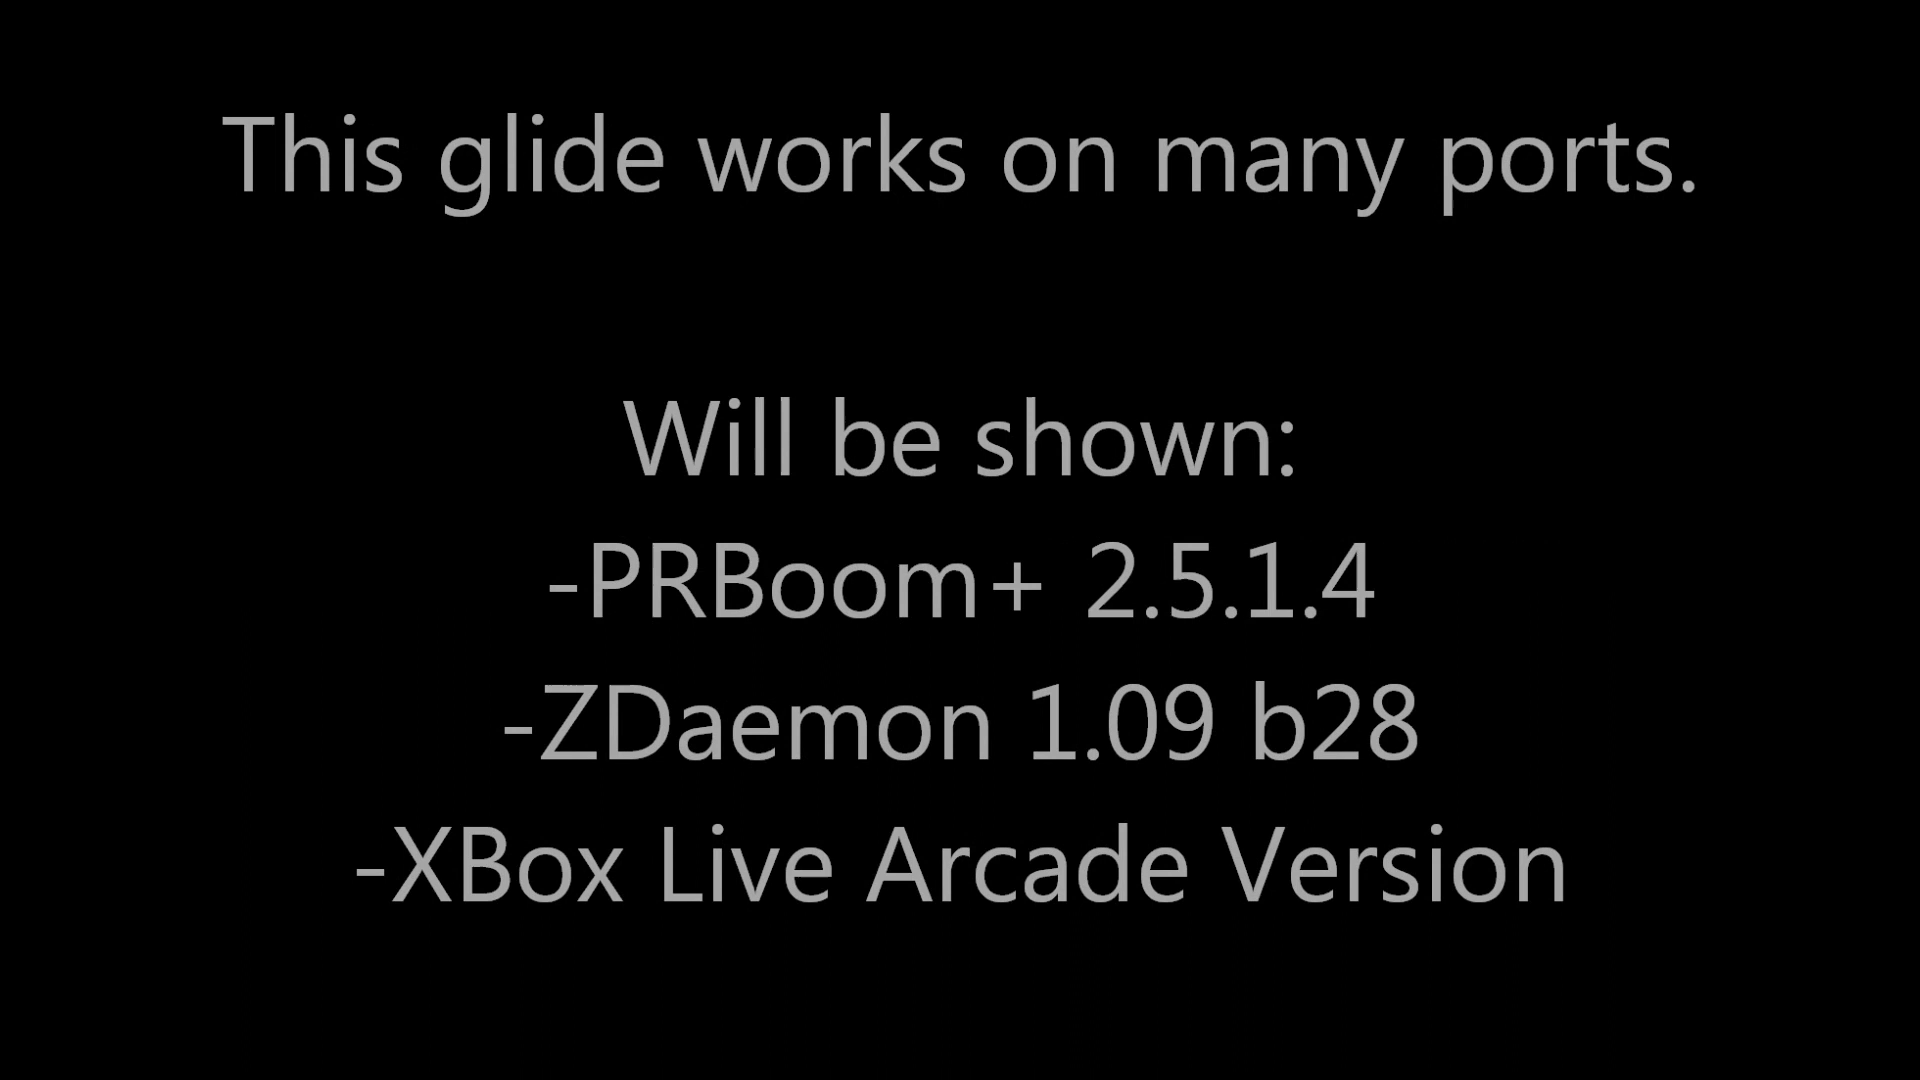 This glide works on many ports.
Will be shown:
-PRBoom+ 2.5.1.4
-ZDaemon 1.09 b28
-XBox Live Arcade Version